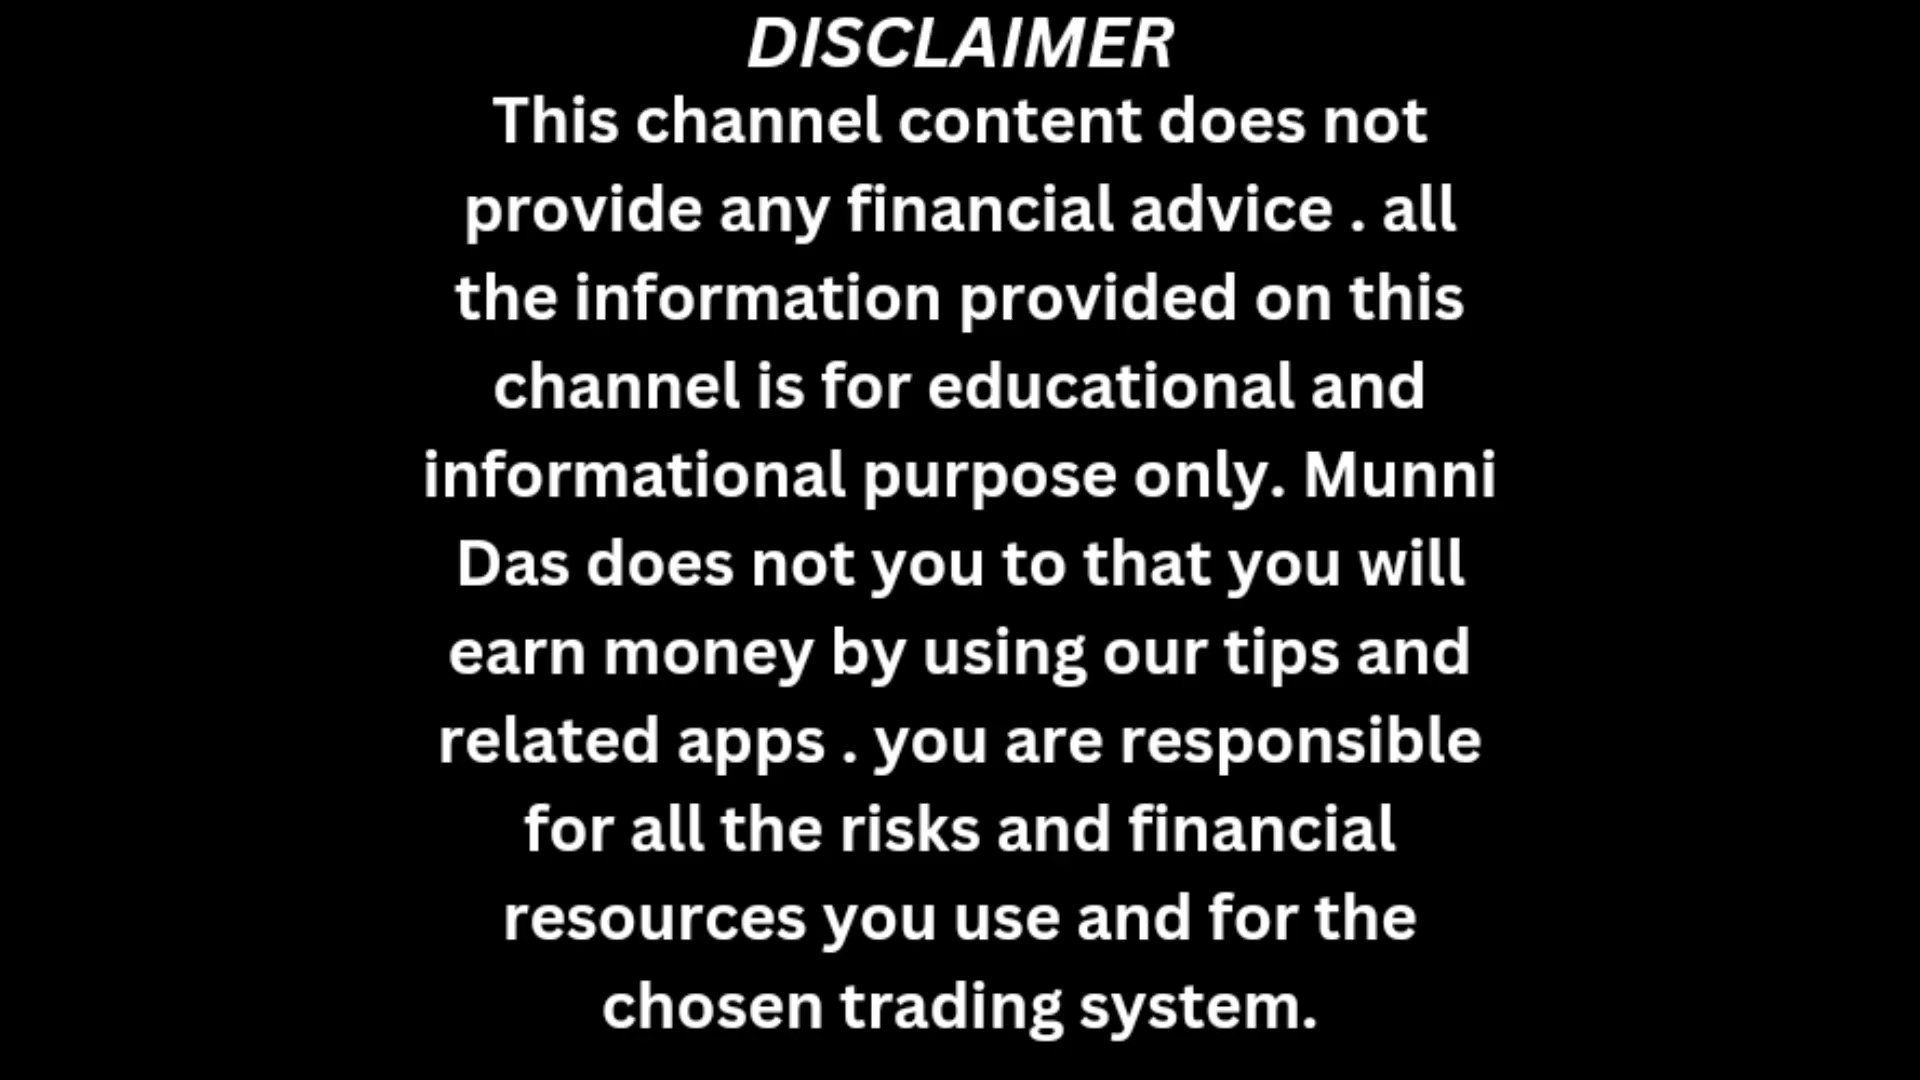 DISCLAIMER
This channel content does not
provide any financial advice . all
the information provided on this
channel is for educational and
informational purpose only. Munni
Das does not you to that you will
earn money by using our tips and
related apps . you are responsible
for all the risks and financial
resources you use and for the
chosen trading system.